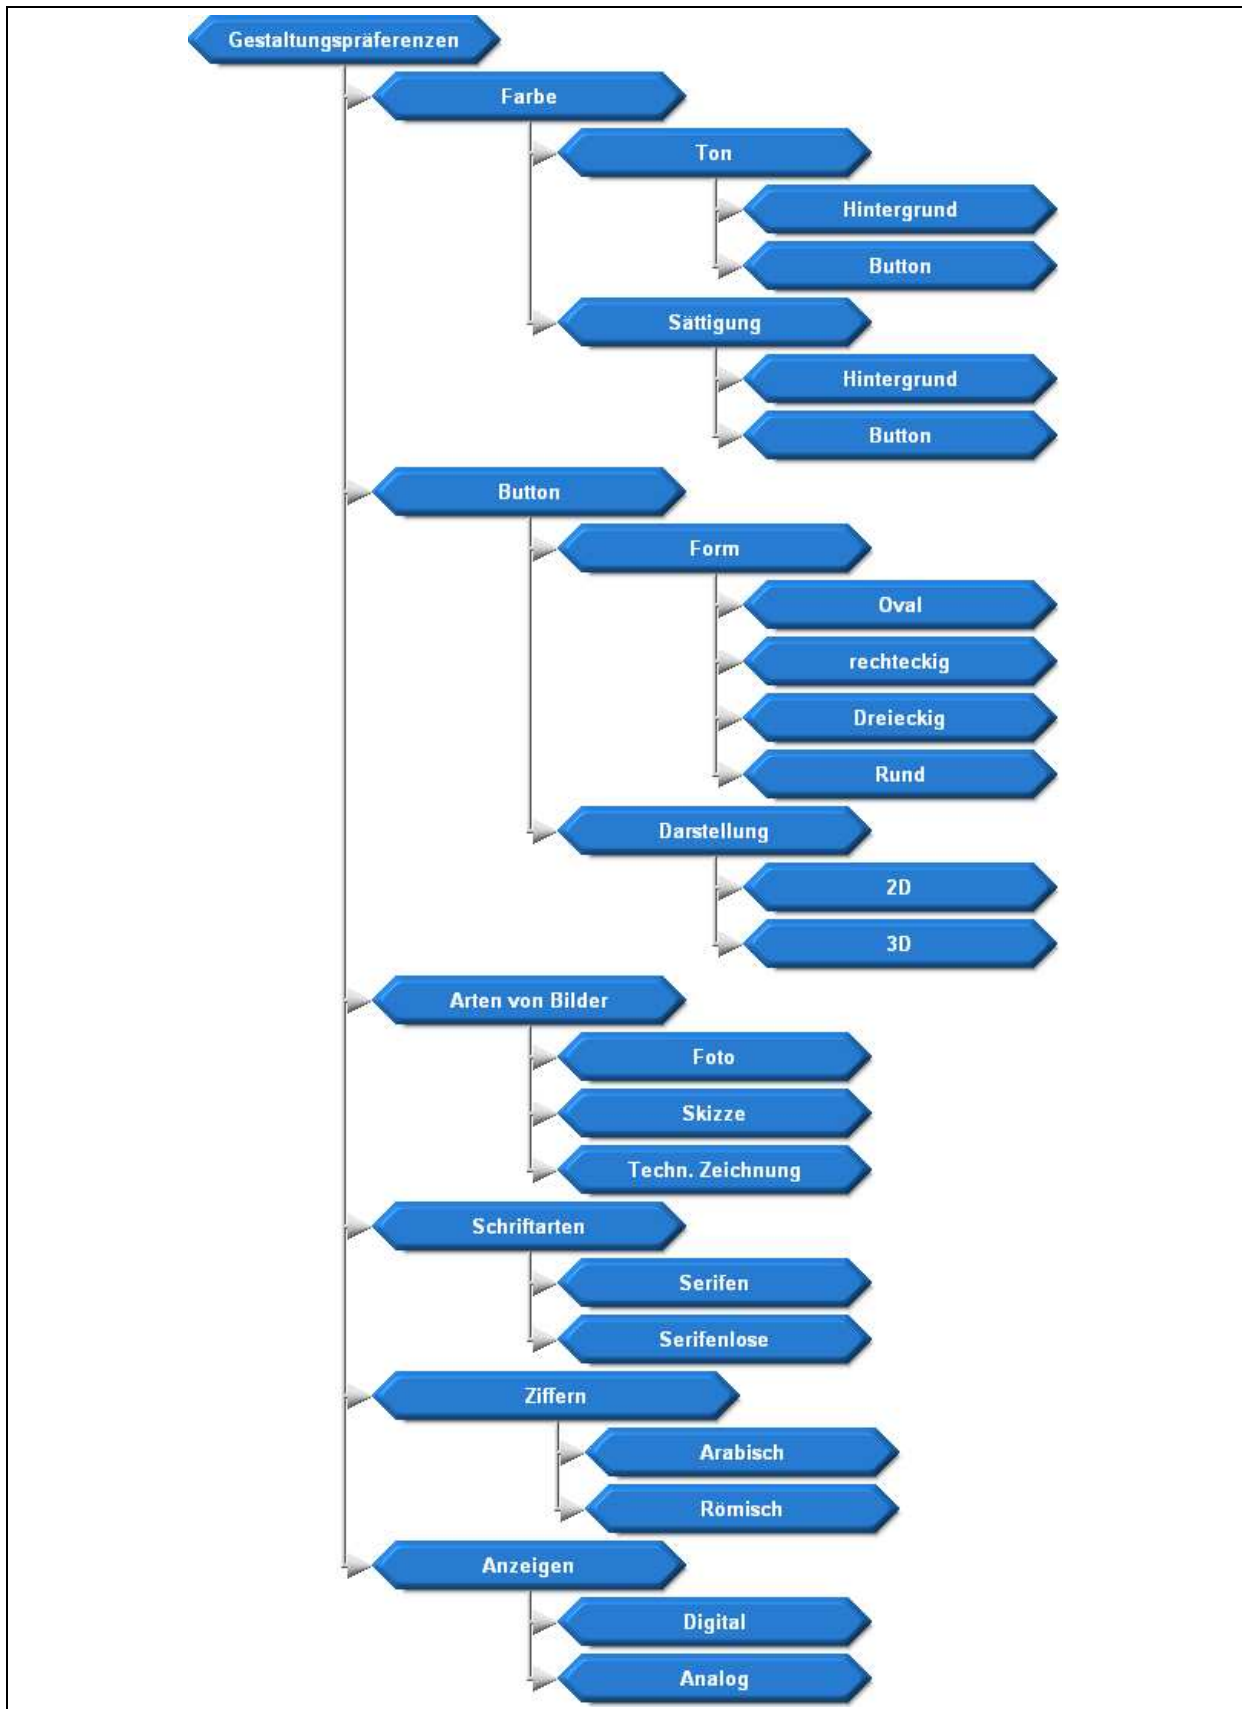 Gestaltungspräferenzen
Farbe
Ton
Hintergrund
Button
Sättigung
Hintergrund
Button
Button
Form
Oval
rechteckig
Dreieckig
Rund
Darstellung
2D
3D
Arten von Bilder
Foto
Skizze
Techn. Zeichnung
Schriftarten
Serifen
Serifenlose
Ziffern
Arabisch
Römisch
Anzeigen
Digital
Analog